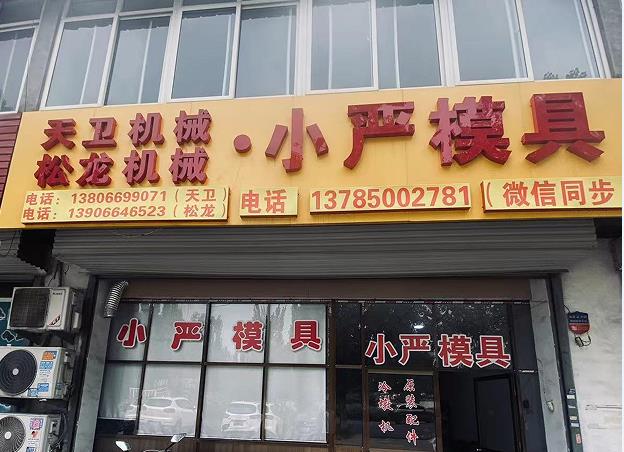 天卫机械
松龙机械
·小严模具
电话：13806699071（天卫）
电话：13906646523（松龙）
电话 13785002781（微信同步
小严模具
小严模具
冷镦机
原装配件